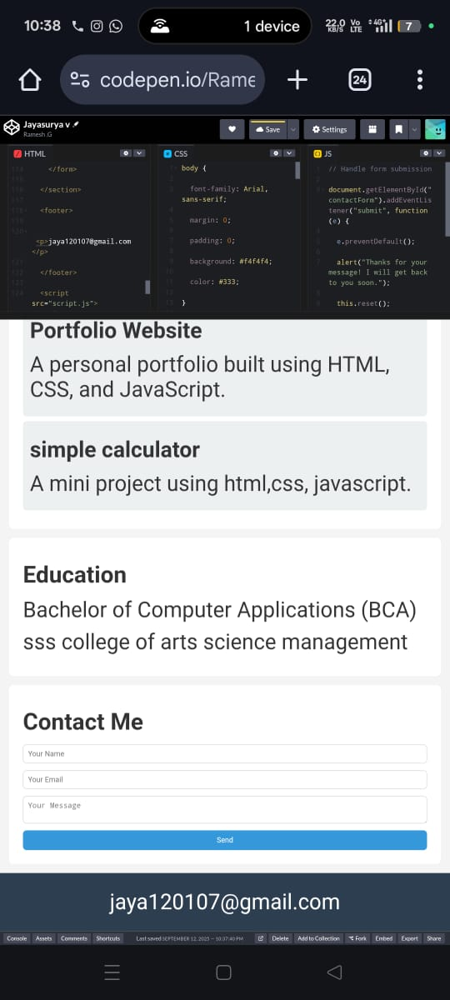 10:38
1 device
22.0 KB/S
Vo LTE
4G+
7
codepen.io/Rame
24
Jayasurya v
Ramesh .G
Save
Settings
HTML
</form>
</section>
<footer>
<p>jaya120107@gmail.com
</p>
</footer>
<script
src="script.js">
CSS
body {
font-family: Arial,
sans-serif;
margin: 0;
padding: 0;
background: #f4f4f4;
color: #333;
}
JS
// Handle form submission
document.getElementById("
contactForm").addEventLis
tener("submit", function
(e) {
e.preventDefault();
alert("Thanks for your
message! I will get back
to you soon.");
this.reset();
Portfolio Website
A personal portfolio built using HTML,
CSS, and JavaScript.
simple calculator
A mini project using html,css, javascript.
Education
Bachelor of Computer Applications (BCA)
sss college of arts science management
Contact Me
Your Name
Your Email
Your Message
Send
jaya120107@gmail.com
Console Assets Comments Shortcuts Last saved SEPTEMBER 12, 2025 — 10:37:40 PM Delete Add to Collection Fork Embed Export Share